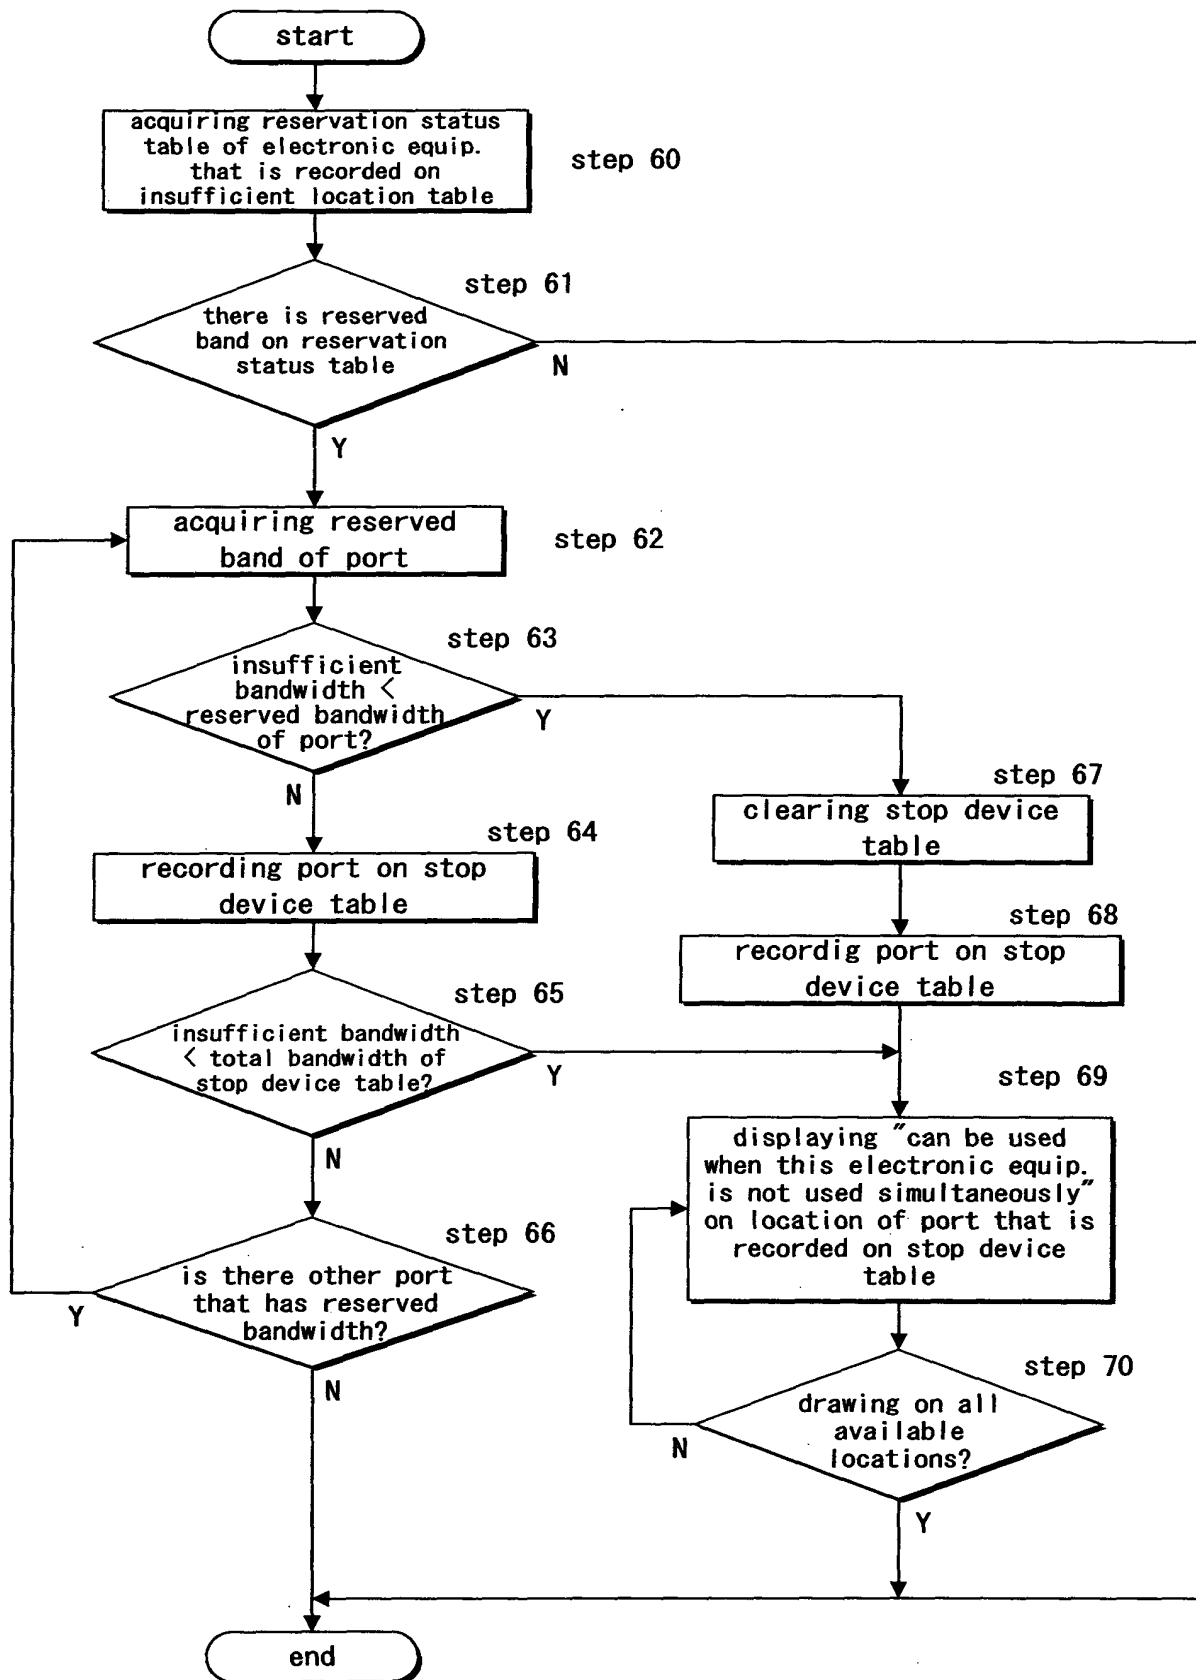 start
acquiring reservation status
table of electronic equip.
that is recorded on
insufficient location table
step 60
step 61
there is reserved
band on reservation
status table
N
Y
acquiring reserved
band of port
step 62
step 63
insufficient
bandwidth <
reserved bandwidth
of port?
Y
N
step 67
clearing stop device
table
step 64
recording port on stop
device table
step 68
recordig port on stop
device table
step 65
insufficient bandwidth
< total bandwidth of
stop device table?
Y
N
step 69
displaying "can be used
when this electronic equip.
is not used simultaneously"
on location of port that is
recorded on stop device
table
step 66
is there other port
that has reserved
bandwidth?
Y
N
step 70
drawing on all
available
locations?
N
Y
end